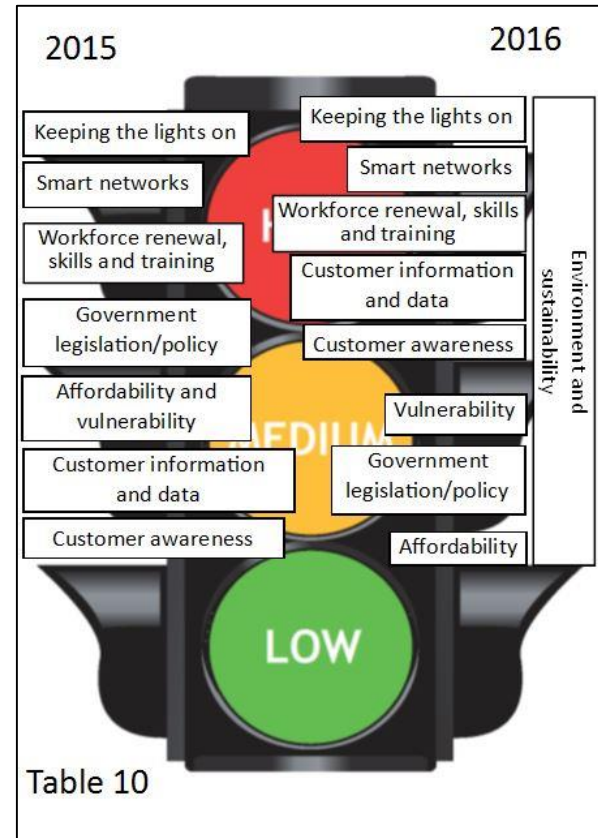 2015
2016
Keeping the lights on
Smart networks
Workforce renewal,
skills and training
Government
legislation/policy
Affordability and
vulnerability
Customer information
and data
Customer awareness
Keeping the lights on
Smart networks
Workforce renewal, skills
and training
Customer information
and data
Customer awareness
Vulnerability
Government
legislation/policy
Affordability
Environment and
sustainability
MEDIUM
LOW
Table 10